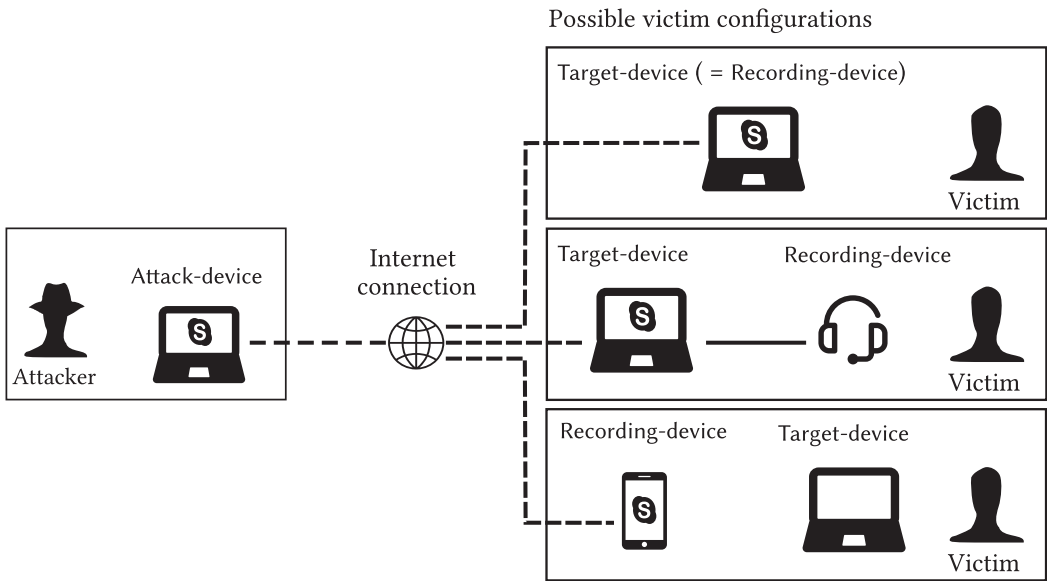 Possible victim configurations
Target-device ( = Recording-device)
S
Victim
Attack-device
S
Attacker
Internet
connection
Target-device
Recording-device
S
Victim
Recording-device
Target-device
S
Victim